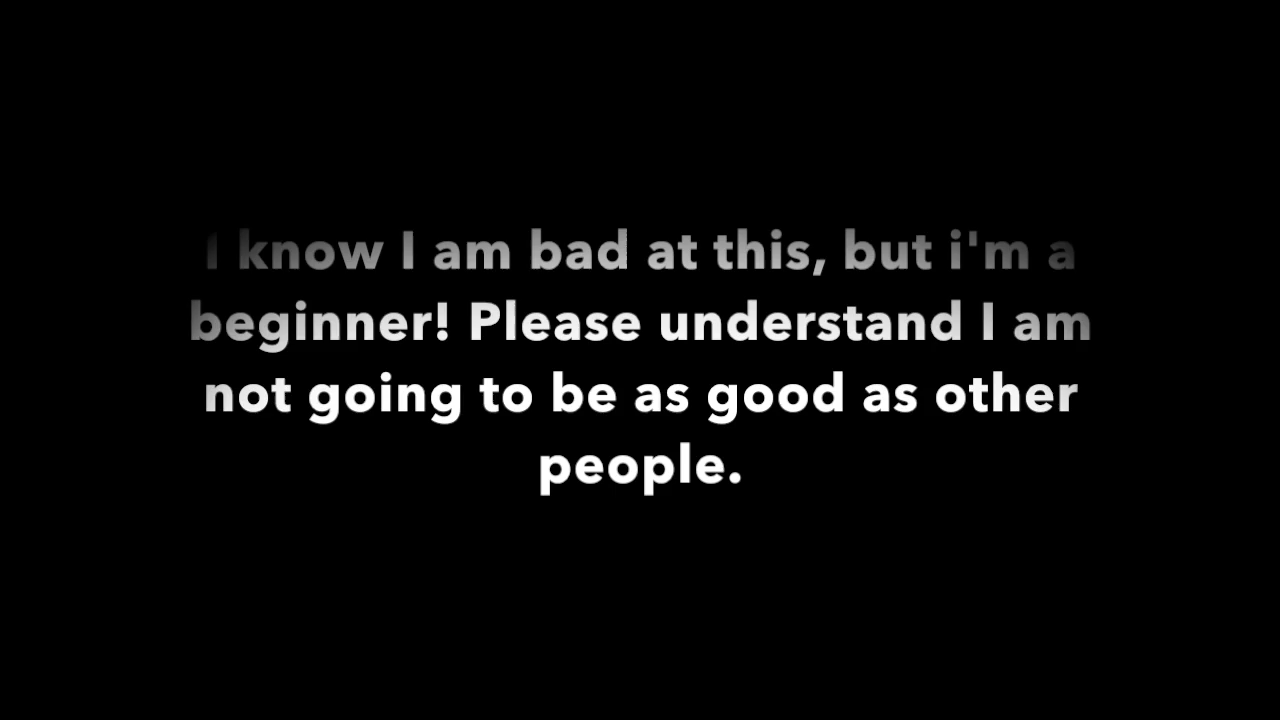 I know I am bad at this, but i'm a
beginner! Please understand I am
not going to be as good as other
people.